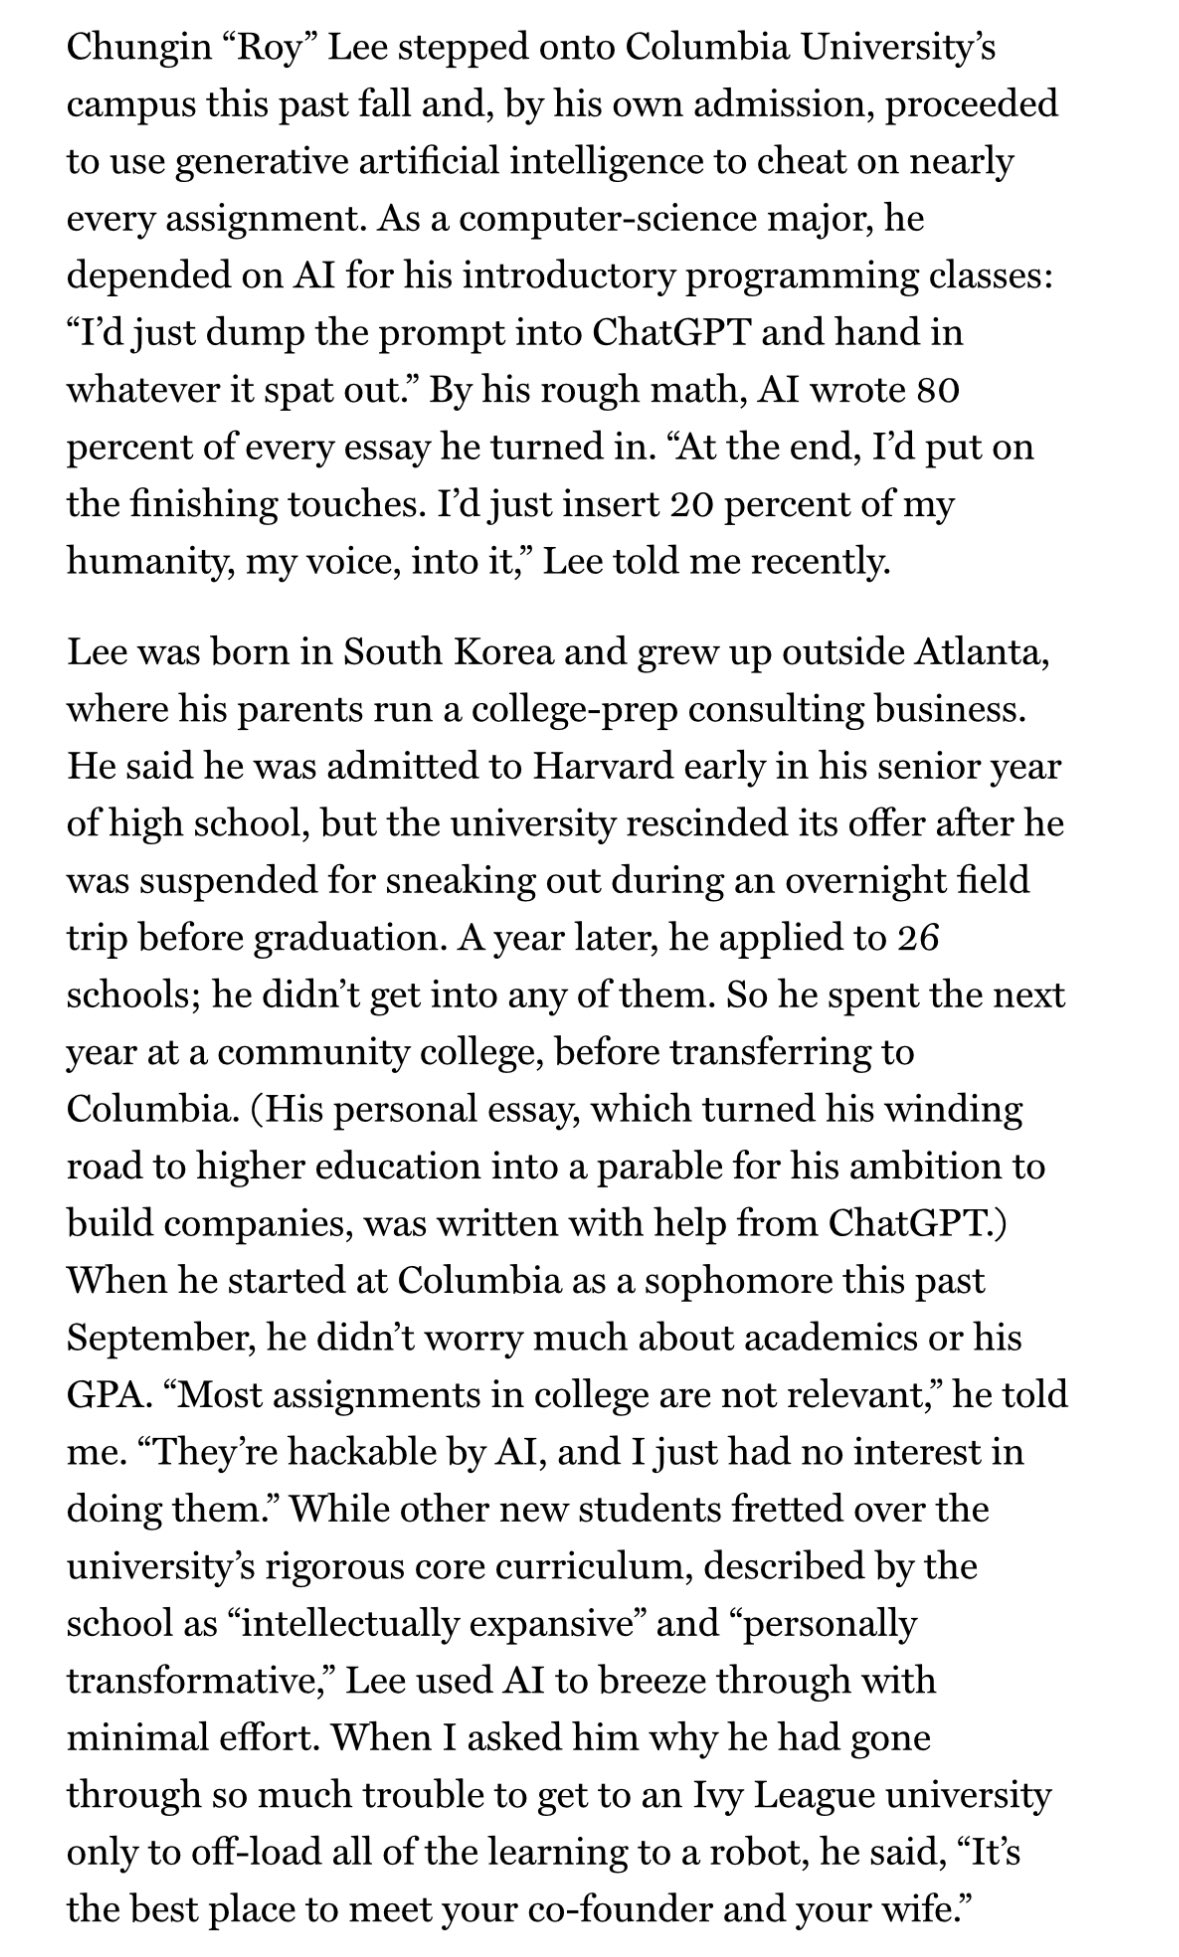 Chungin “Roy” Lee stepped onto Columbia University’s
campus this past fall and, by his own admission, proceeded
to use generative artificial intelligence to cheat on nearly
every assignment. As a computer-science major, he
depended on AI for his introductory programming classes:
“I’d just dump the prompt into ChatGPT and hand in
whatever it spat out.” By his rough math, AI wrote 80
percent of every essay he turned in. “At the end, I’d put on
the finishing touches. I’d just insert 20 percent of my
humanity, my voice, into it,” Lee told me recently.
Lee was born in South Korea and grew up outside Atlanta,
where his parents run a college-prep consulting business.
He said he was admitted to Harvard early in his senior year
of high school, but the university rescinded its offer after he
was suspended for sneaking out during an overnight field
trip before graduation. A year later, he applied to 26
schools; he didn’t get into any of them. So he spent the next
year at a community college, before transferring to
Columbia. (His personal essay, which turned his winding
road to higher education into a parable for his ambition to
build companies, was written with help from ChatGPT.)
When he started at Columbia as a sophomore this past
September, he didn’t worry much about academics or his
GPA. “Most assignments in college are not relevant,” he told
me. “They’re hackable by AI, and I just had no interest in
doing them.” While other new students fretted over the
university’s rigorous core curriculum, described by the
school as “intellectually expansive” and “personally
transformative,” Lee used AI to breeze through with
minimal effort. When I asked him why he had gone
through so much trouble to get to an Ivy League university
only to off-load all of the learning to a robot, he said, “It’s
the best place to meet your co-founder and your wife.”